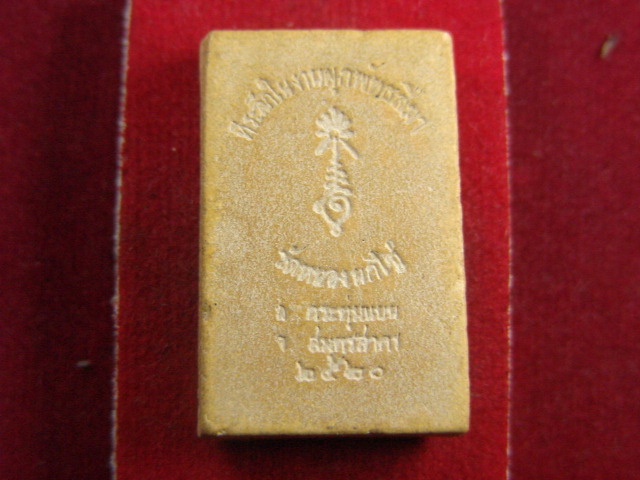 ที่ระลึกในงานผูกพัทธสีมา
วัดหนองนกไข่
อ. กระทุ่มแบน
จ. สมุทรสาคร
๒๕๒๐